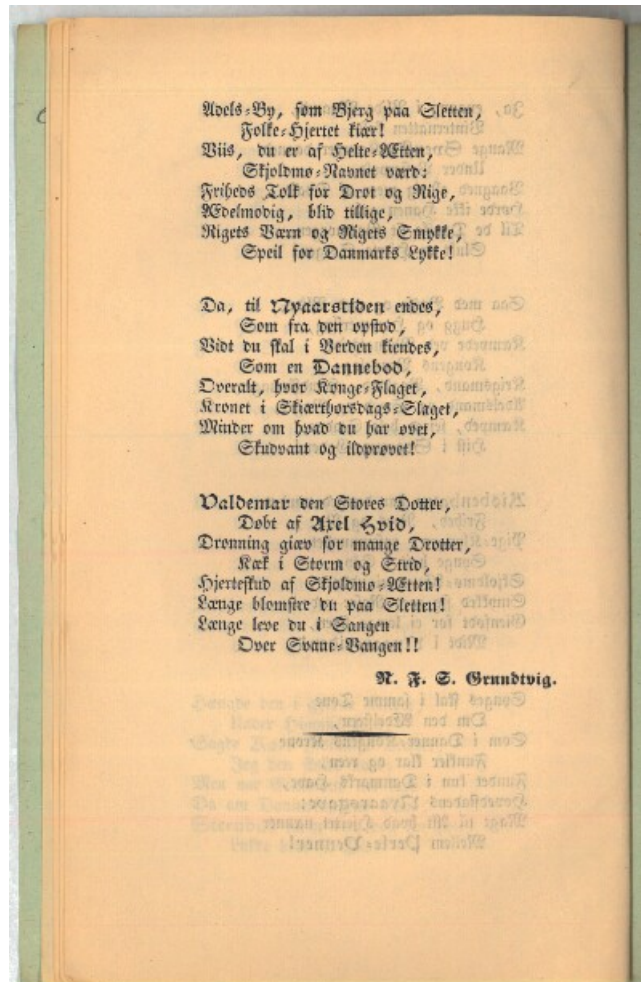 Adels-By, som Bjerg paa Sletten,
Folke-Hjertet kiær!
Viis, du er af Helte-Ætten,
Skjoldmø-Navnet værd:
Friheds Tolk for Drot og Rige,
Ædelmodig, blid tillige,
Rigets Værn og Rigets Smykke,
Speil for Danmarks Lykke!
Da, til Nyaarstiden endes,
Som fra den opstod,
Vidt du skal i Verden kiendes,
Som en Dannebod,
Overalt, hvor Konge-Flaget,
Kronet i Skiærthorsdags-Slaget,
Minder om hvad du har øvet,
Skudvant og ildprøvet!
Valdemar den Stores Dotter,
Døbt af Axel Hvid,
Dronning giæv for mange Drotter,
Kæk i Storm og Strid,
Hjerteskud af Skjoldmø-Ætten!
Længe blomstre du paa Sletten!
Længe leve du i Sangen
Over Svane-Vangen!!
N. F. S. Grundtvig.